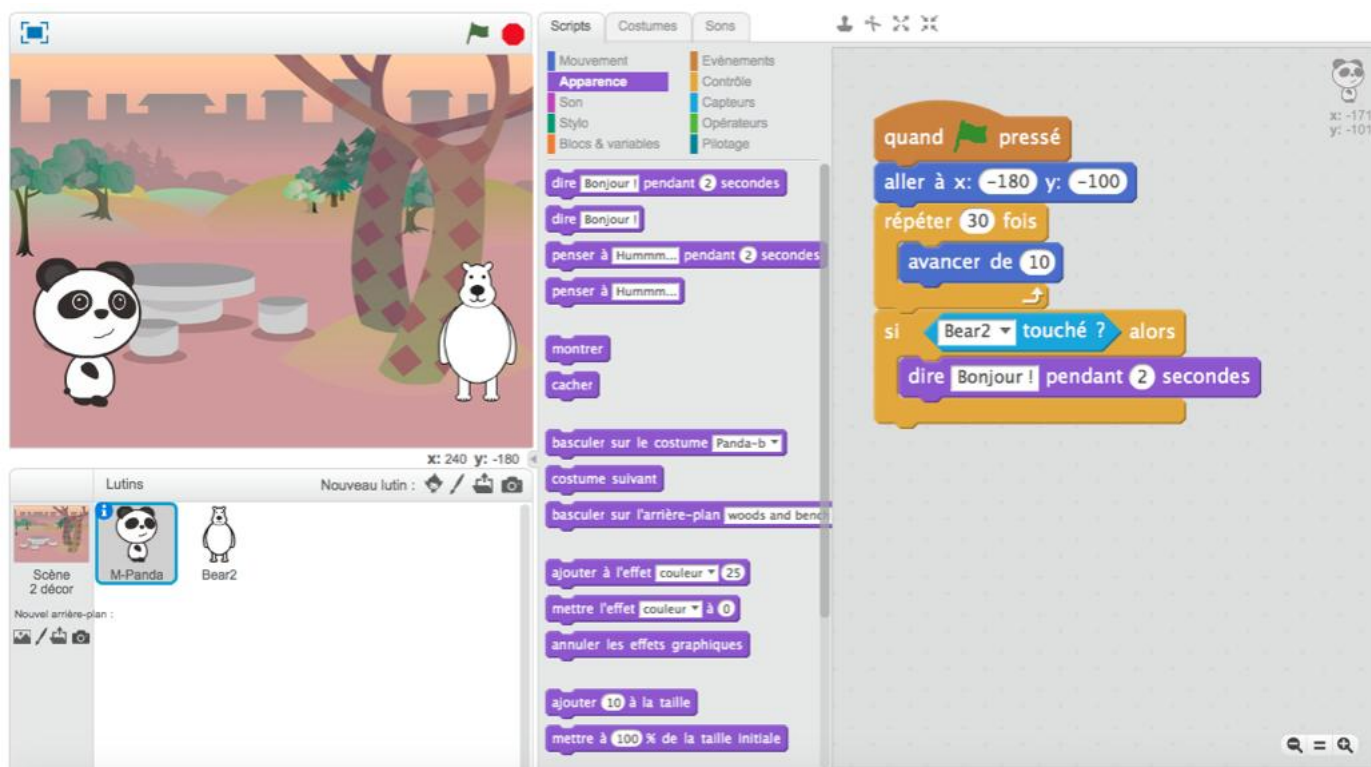 Scripts Costumes Sons
Mouvement Evènements
Apparence Contrôle
Son Capteurs
Stylo Opérateurs
Blocs & variables Pilotage
dire Bonjour ! pendant 2 secondes
dire Bonjour !
penser à Hummm... pendant 2 secondes
penser à Hummm...
montrer
cacher
basculer sur le costume Panda-b
costume suivant
basculer sur l'arrière-plan woods and benc
ajouter à l'effet couleur 25
mettre l'effet couleur à 0
annuler les effets graphiques
ajouter 10 à la taille
mettre à 100 % de la taille initiale
x: -171
y: -101
quand pressé
aller à x: -180 y: -100
répéter 30 fois
avancer de 10
si Bear2 touché ? alors
dire Bonjour ! pendant 2 secondes
x: 240 y: -180
Lutins Nouveau lutin :
Scène
2 décor
M-Panda Bear2
Nouvel arrière-plan :